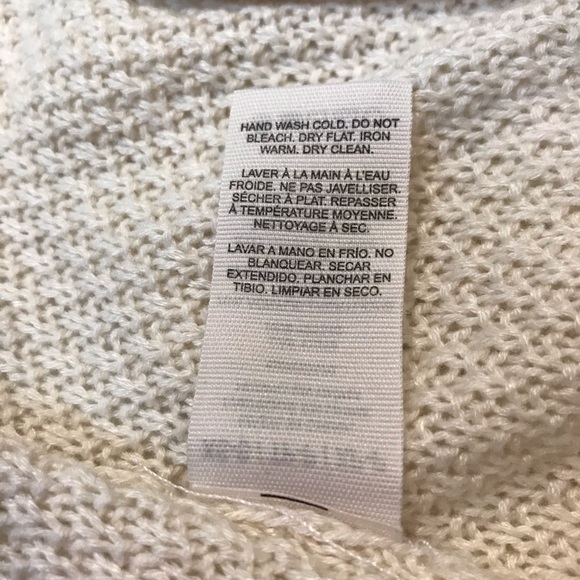 HAND WASH COLD. DO NOT
BLEACH. DRY FLAT. IRON
WARM. DRY CLEAN.
LAVER À LA MAIN À L'EAU
FROIDE. NE PAS JAVELLISER.
SÉCHER À PLAT. REPASSER
À TEMPÉRATURE MOYENNE.
NETTOYAGE À SEC.
LAVAR A MANO EN FRÍO. NO
BLANQUEAR. SECAR
EXTENDIDO. PLANCHAR EN
TIBIO. LIMPIAR EN SECO.